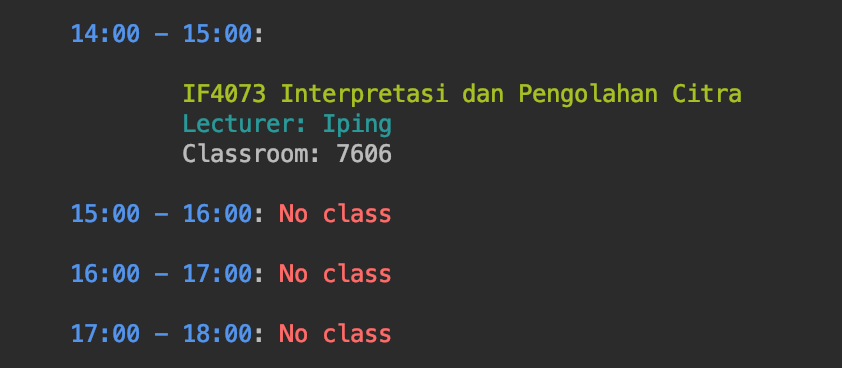 14:00 - 15:00:
IF4073 Interpretasi dan Pengolahan Citra
Lecturer: Iping
Classroom: 7606
15:00 - 16:00: No class
16:00 - 17:00: No class
17:00 - 18:00: No class